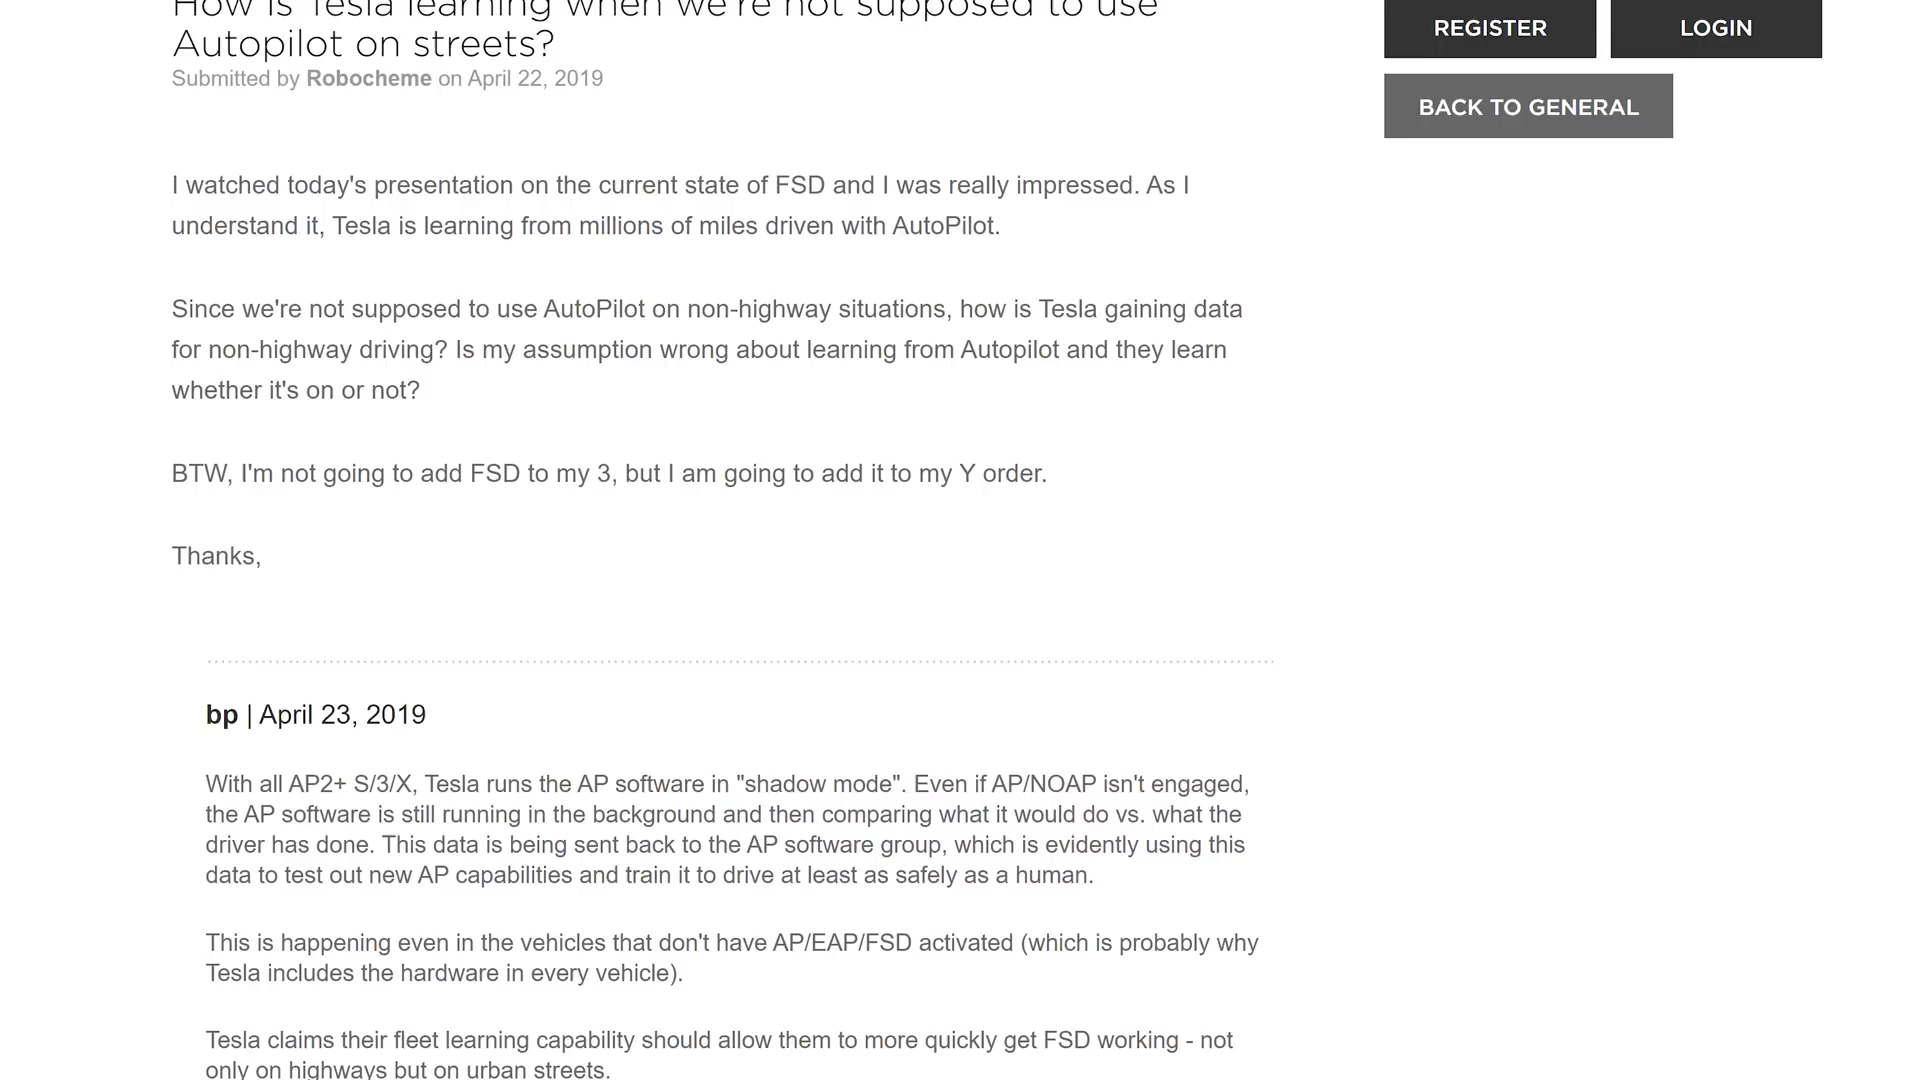 How is Tesla learning when we're not supposed to use
Autopilot on streets?
Submitted by Robocheme on April 22, 2019
REGISTER
LOGIN
BACK TO GENERAL
I watched today's presentation on the current state of FSD and I was really impressed. As I
understand it, Tesla is learning from millions of miles driven with AutoPilot.
Since we're not supposed to use AutoPilot on non-highway situations, how is Tesla gaining data
for non-highway driving? Is my assumption wrong about learning from Autopilot and they learn
whether it's on or not?
BTW, I'm not going to add FSD to my 3, but I am going to add it to my Y order.
Thanks,
bp | April 23, 2019
With all AP2+ S/3/X, Tesla runs the AP software in "shadow mode". Even if AP/NOAP isn't engaged,
the AP software is still running in the background and then comparing what it would do vs. what the
driver has done. This data is being sent back to the AP software group, which is evidently using this
data to test out new AP capabilities and train it to drive at least as safely as a human.
This is happening even in the vehicles that don't have AP/EAP/FSD activated (which is probably why
Tesla includes the hardware in every vehicle).
Tesla claims their fleet learning capability should allow them to more quickly get FSD working - not
only on highways but on urban streets.